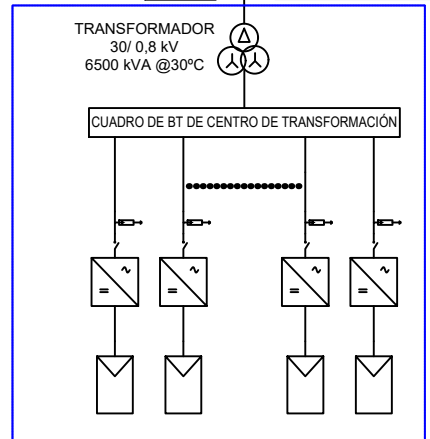 TRANSFORMADOR
30/ 0,8 kV
6500 kVA @30ºC
CUADRO DE BT DE CENTRO DE TRANSFORMACIÓN